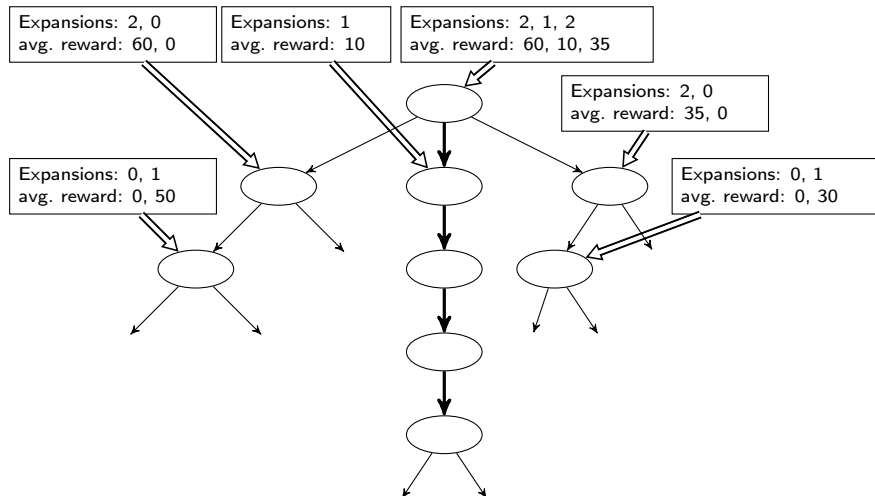 Expansions: 2, 0
avg. reward: 60, 0
Expansions: 1
avg. reward: 10
Expansions: 2, 1, 2
avg. reward: 60, 10, 35
Expansions: 2, 0
avg. reward: 35, 0
Expansions: 0, 1
avg. reward: 0, 50
Expansions: 0, 1
avg. reward: 0, 30